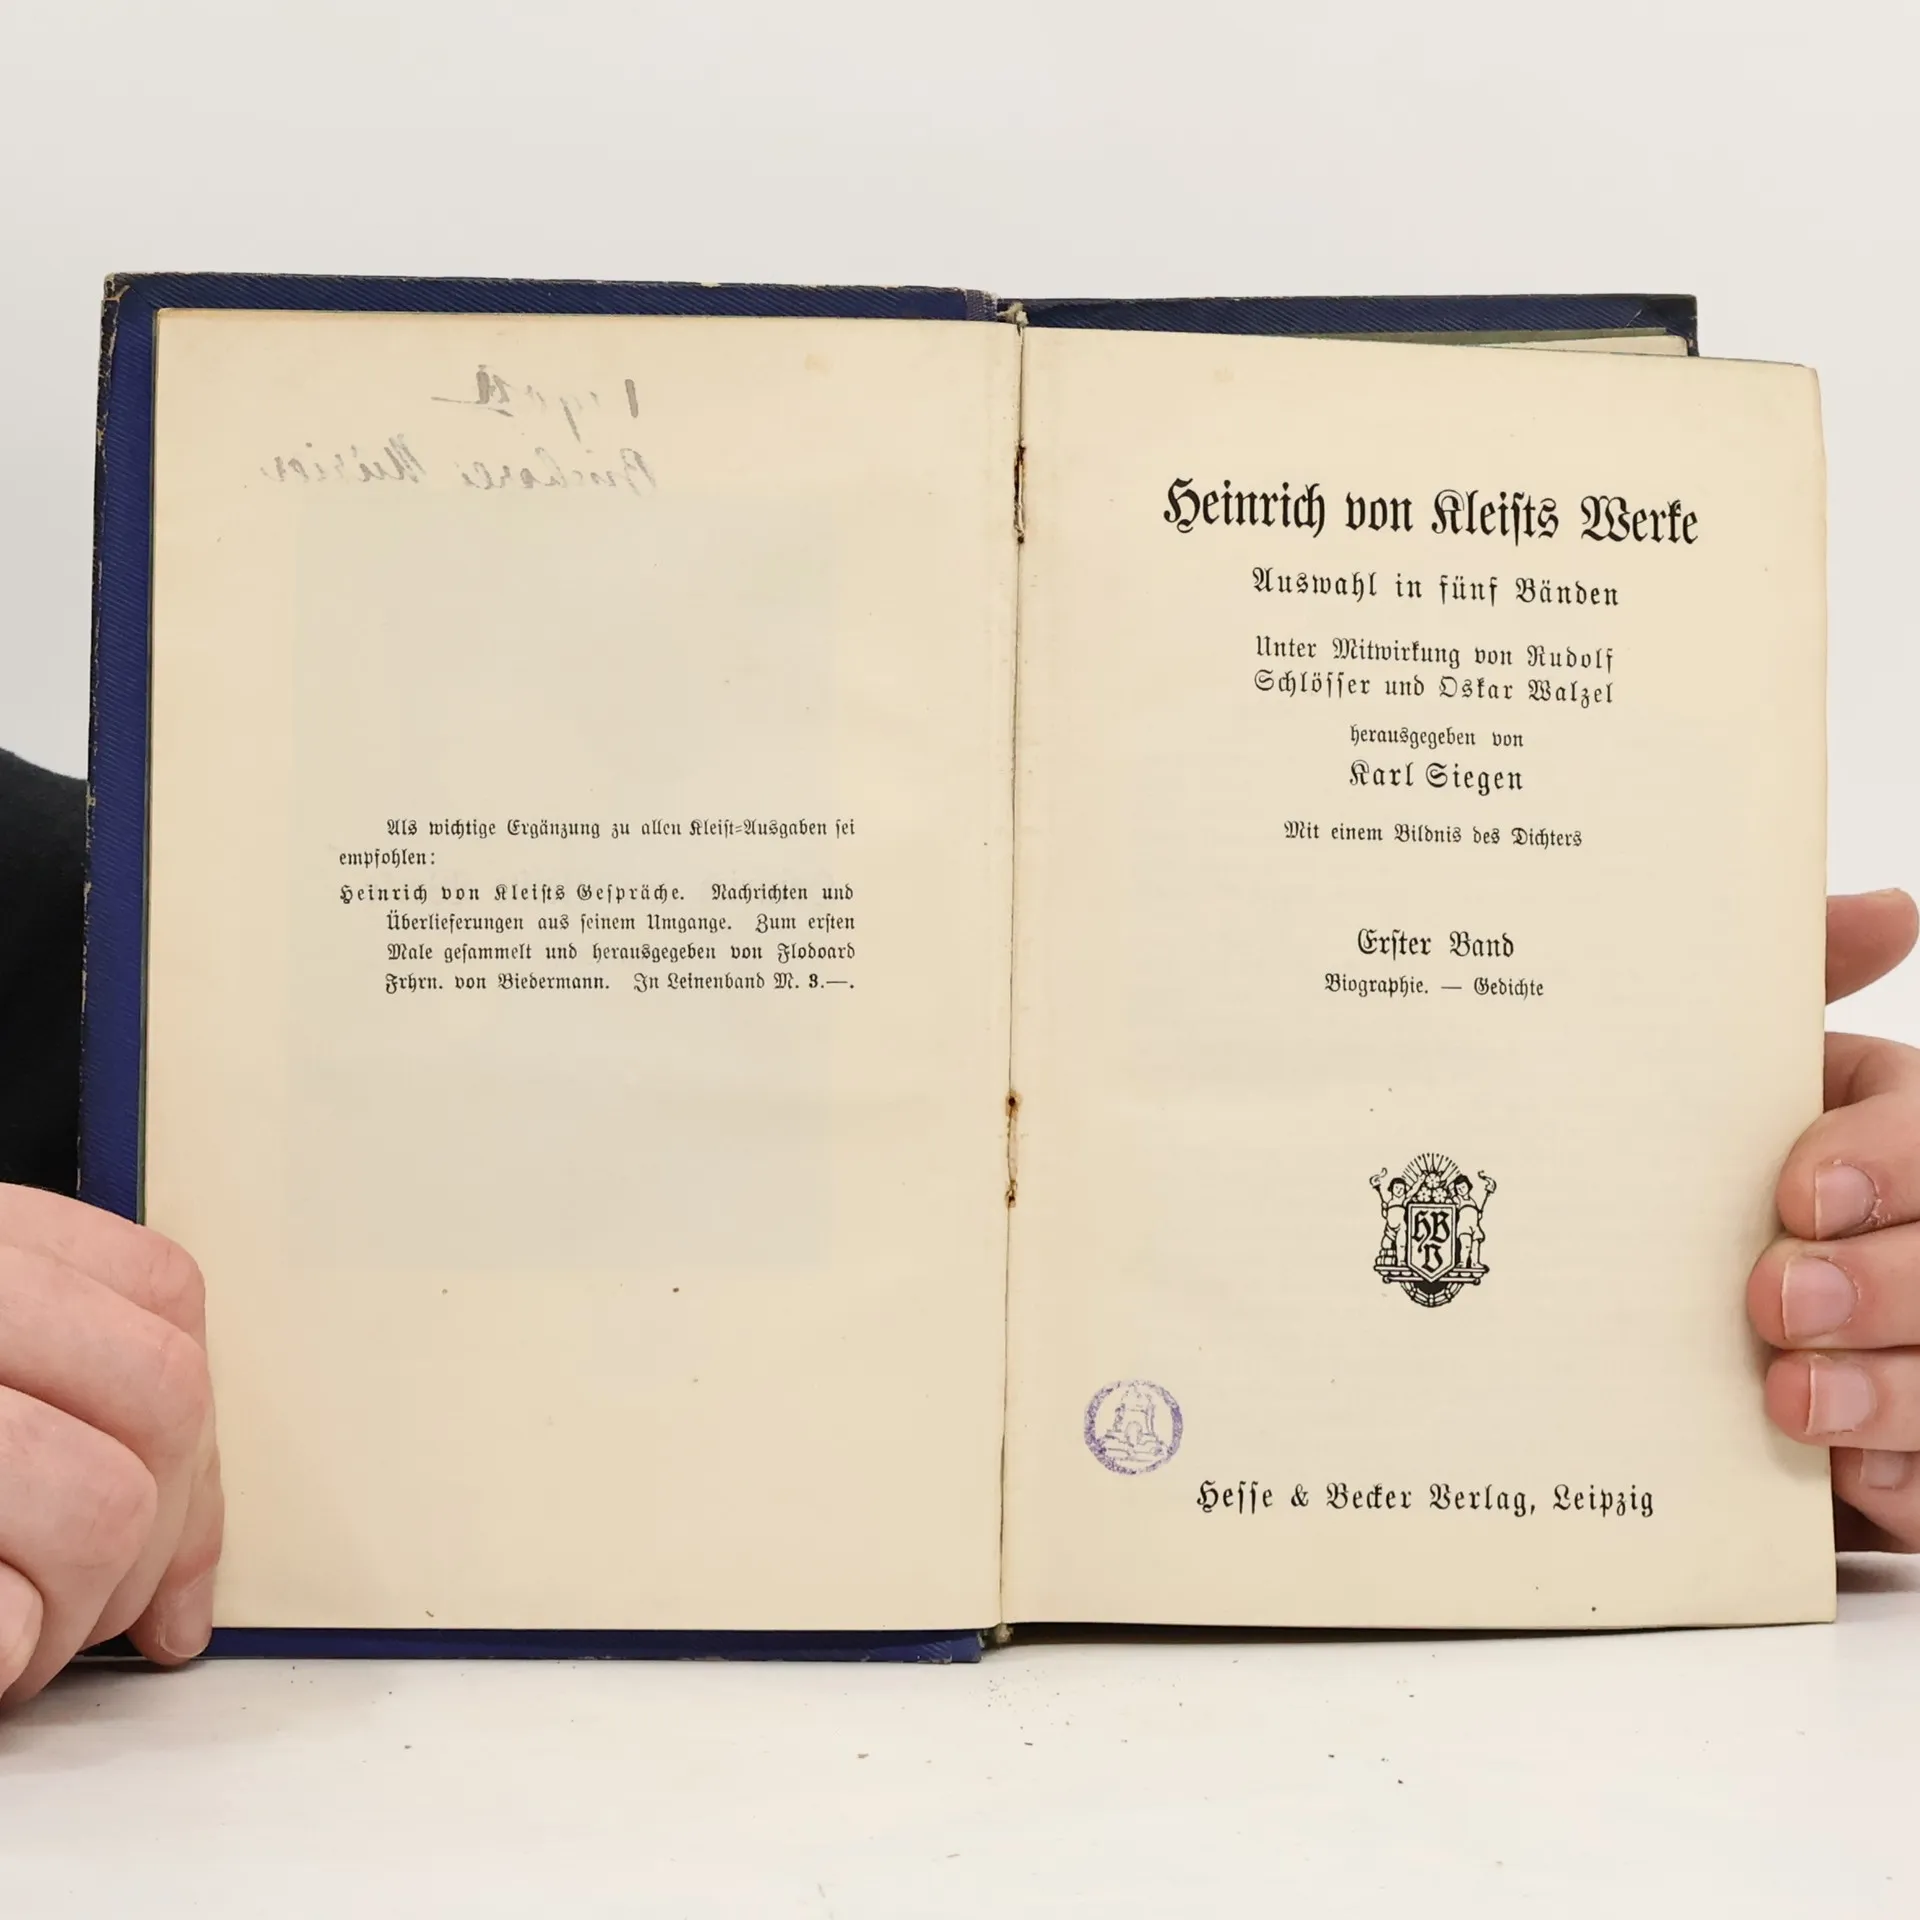 Als wichtige Ergänzung zu allen Kleiſt=Ausgaben ſei
empfohlen:
Heinrich von Kleiſts Geſpräche. Nachrichten und
Überlieferungen aus ſeinem Umgange. Zum erſten
Male geſammelt und herausgegeben von Flodoard
Frhrn. von Biedermann. In Leinenband M. 3.—.
Heinrich von Kleiſts Werke
Auswahl in fünf Bänden
Unter Mitwirkung von Rudolf
Schlöſſer und Oskar Walzel
herausgegeben von
Karl Siegen
Mit einem Bildnis des Dichters
Erſter Band
Biographie. — Gedichte
HB
V
Heſſe & Becker Verlag, Leipzig